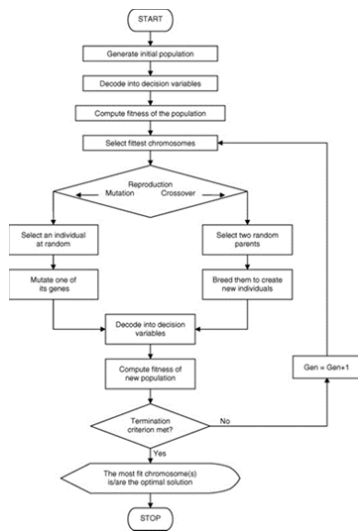 START
Generate initial population
Decode into decision variables
Compute fitness of the population
Select fittest chromosomes
Reproduction
Mutation Crossover
Select an individual
at random
Select two random
parents
Mutate one of
its genes
Breed them to create
new individuals
Decode into decision
variables
Compute fitness of
new population
Gen = Gen+1
Termination
criterion met?
No
Yes
The most fit chromosome(s)
is/are the optimal solution
STOP